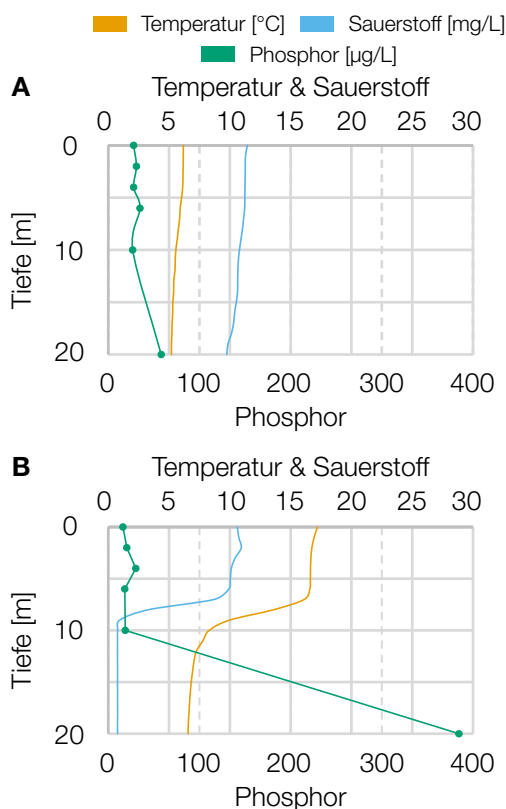 Temperatur [°C] Sauerstoff [mg/L]
Phosphor [µg/L]
A Temperatur & Sauerstoff
0 5 10 15 20 25 30
0
10
20
Tiefe [m]
0 100 200 300 400
Phosphor
B Temperatur & Sauerstoff
0 5 10 15 20 25 30
0
10
20
Tiefe [m]
0 100 200 300 400
Phosphor